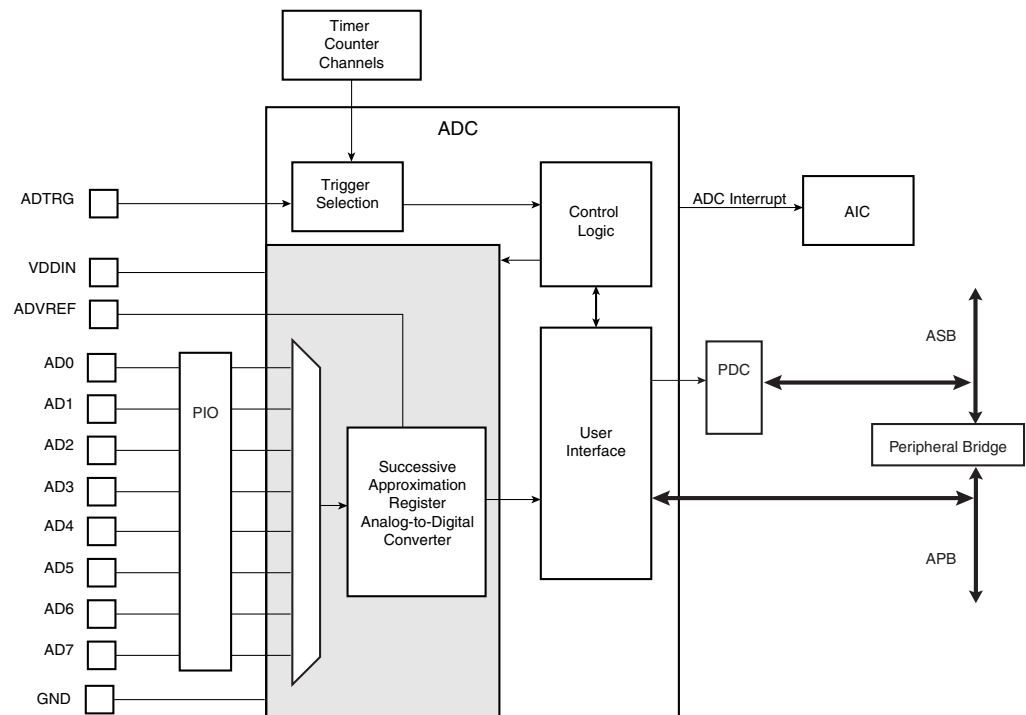 Timer
Counter
Channels
ADC
ADTRG
Trigger
Selection
Control
Logic
ADC Interrupt
AIC
VDDIN
ADVREF
ASB
AD0
PIO
PDC
AD1
AD2
User
Interface
Peripheral Bridge
AD3
Successive
Approximation
Register
Analog-to-Digital
Converter
AD4
AD5
APB
AD6
AD7
GND